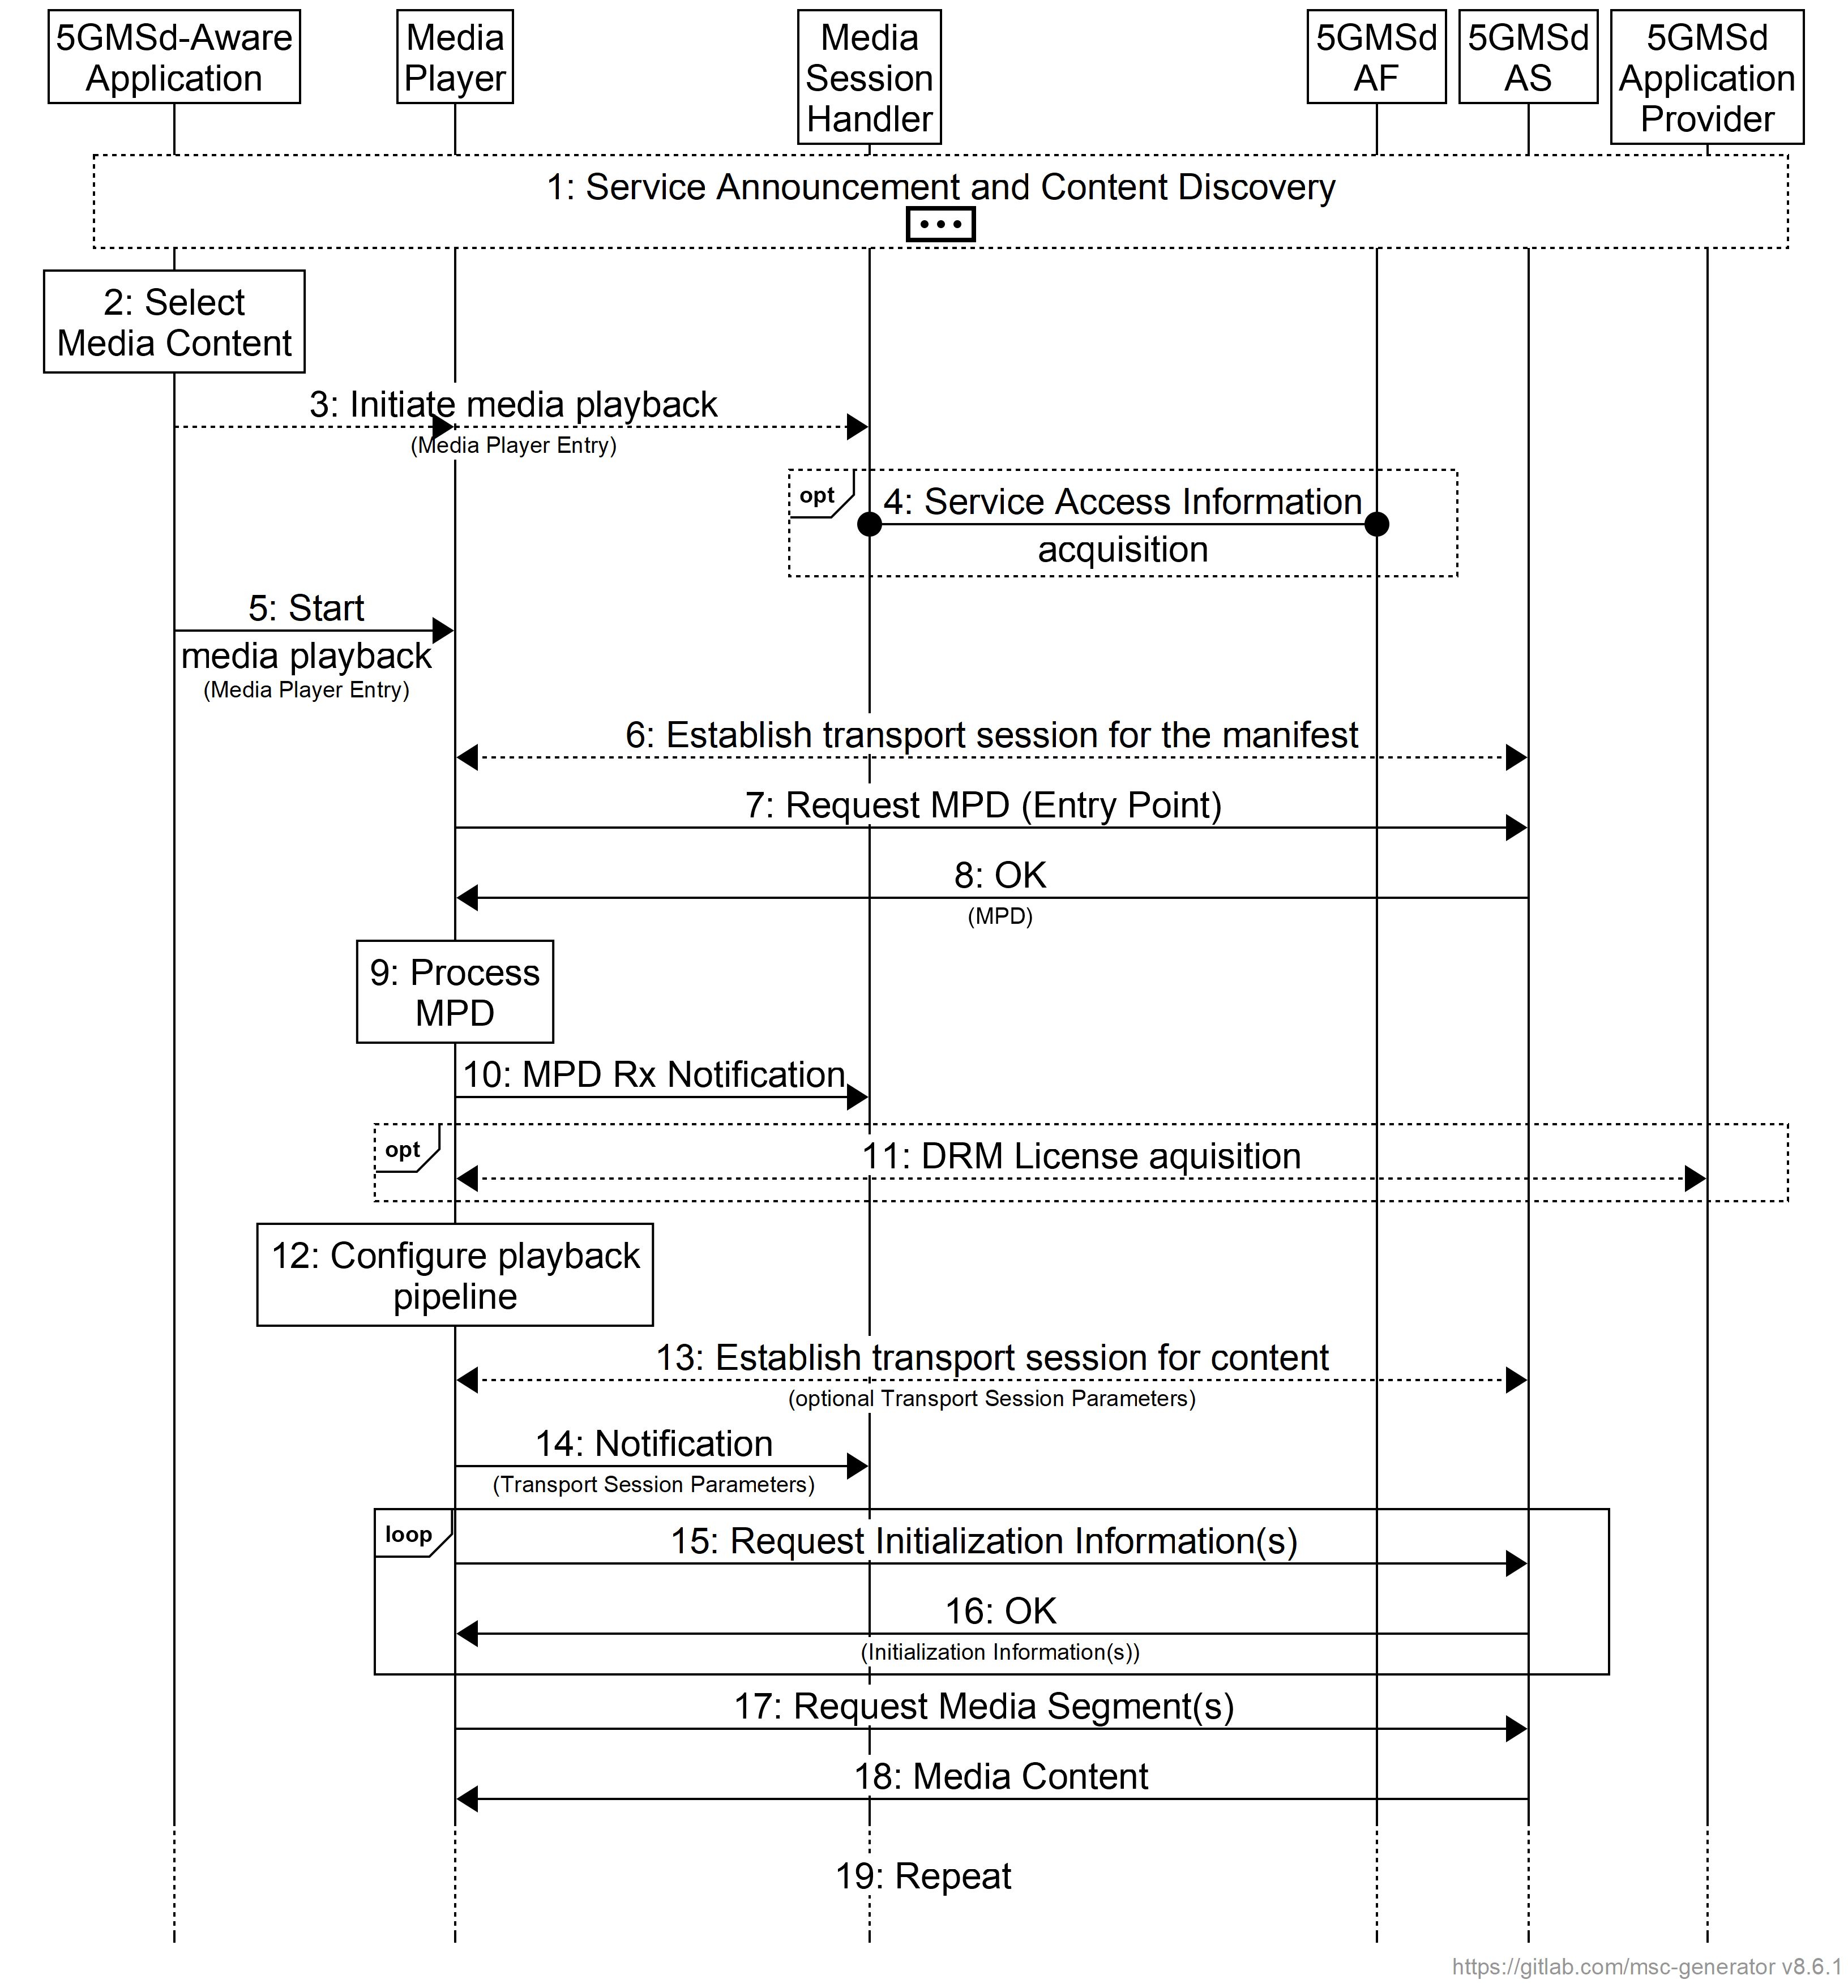 5GMSd-Aware
Application
Media
Player
Media
Session
Handler
5GMSd
AF
5GMSd
AS
5GMSd
Application
Provider
1: Service Announcement and Content Discovery
2: Select
Media Content
3: Initiate media playback
(Media Player Entry)
opt
4: Service Access Information
acquisition
5: Start
media playback
(Media Player Entry)
6: Establish transport session for the manifest
7: Request MPD (Entry Point)
8: OK
(MPD)
9: Process
MPD
10: MPD Rx Notification
opt
11: DRM License aquisition
12: Configure playback
pipeline
13: Establish transport session for content
(optional Transport Session Parameters)
14: Notification
(Transport Session Parameters)
loop
15: Request Initialization Information(s)
16: OK
(Initialization Information(s))
17: Request Media Segment(s)
18: Media Content
19: Repeat
https://gitlab.com/msc-generator v8.6.1